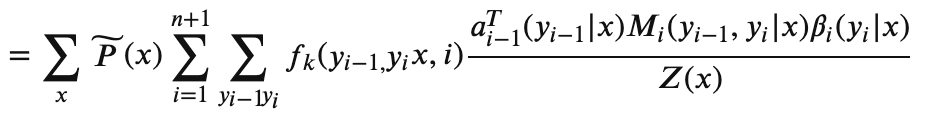 = ∑_x P̃(x) ∑_{i=1}^{n+1} ∑_{y_{i−1}y_i} f_k(y_{i−1,}y_i x, i) \frac{a_{i−1}^T(y_{i−1}|x)M_i(y_{i−1}, y_i|x)β_i(y_i|x)}{Z(x)}